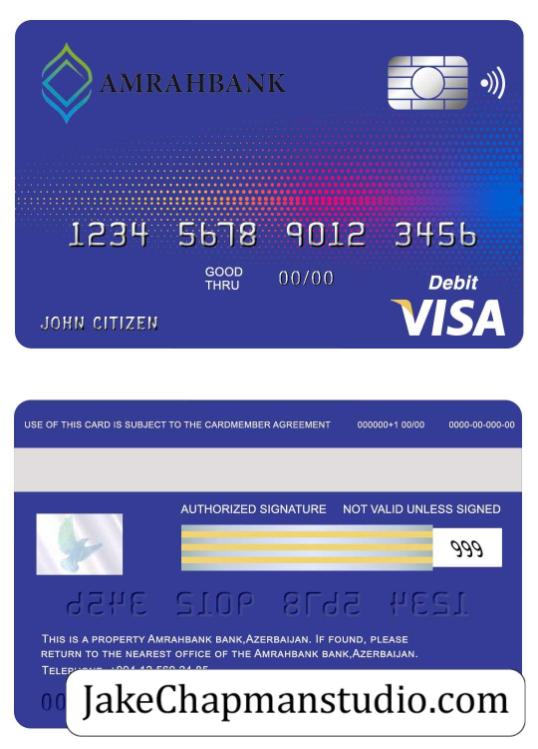 AMRAHBANK
1234 5678 9012 3456
GOOD
THRU 00/00
Debit
JOHN CITIZEN
VISA
USE OF THIS CARD IS SUBJECT TO THE CARDMEMBER AGREEMENT 000000+1 00/00 0000-00-000-00
AUTHORIZED SIGNATURE NOT VALID UNLESS SIGNED
999
1234 5678 9012 3456
THIS IS A PROPERTY AMRAHBANK BANK,AZERBAIJAN. IF FOUND, PLEASE
RETURN TO THE NEAREST OFFICE OF THE AMRAHBANK BANK,AZERBAIJAN.
00
JakeChapmanstudio.com